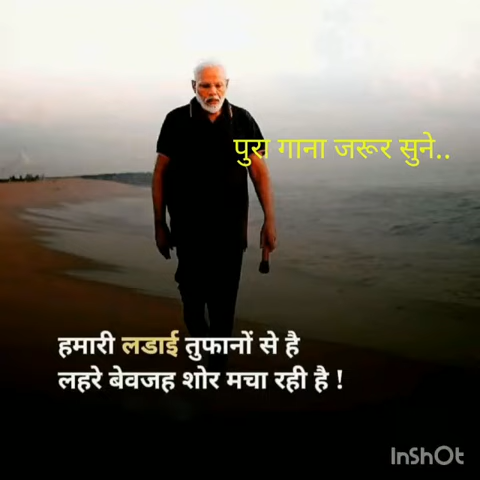 पुरा गाना जरूर सुने..
हमारी लडाई तुफानों से है
लहरे बेवजह शोर मचा रही है !
InShOt